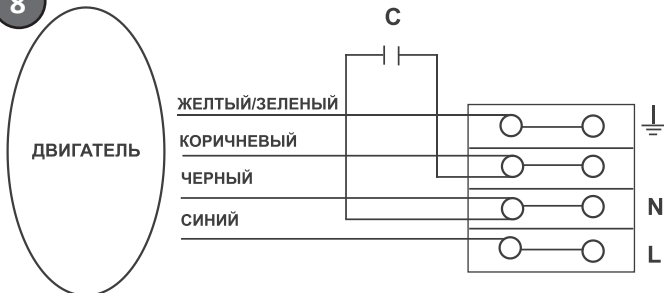 8
C
ЖЕЛТЫЙ/ЗЕЛЕНЫЙ
КОРИЧНЕВЫЙ
ДВИГАТЕЛЬ
ЧЕРНЫЙ
N
СИНИЙ
L